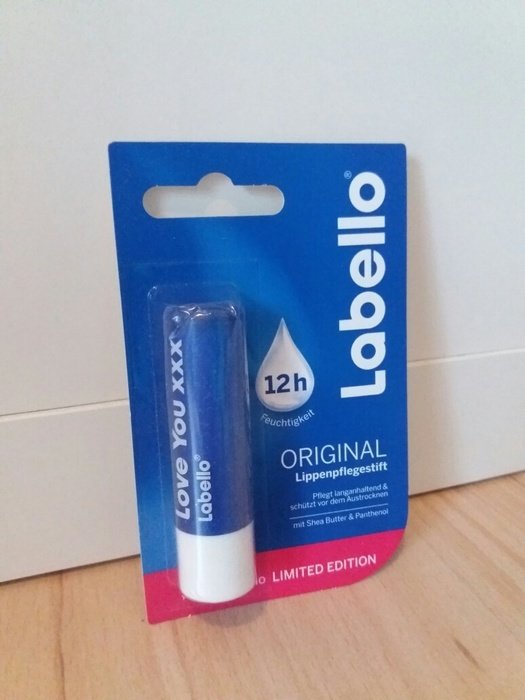 Labello®
12h
Feuchtigkeit
Love You xxx
Labello®
ORIGINAL
Lippenpflegestift
Pflegt langanhaltend &
schützt vor dem Austrocknen
mit Shea Butter & Panthenol
LIMITED EDITION